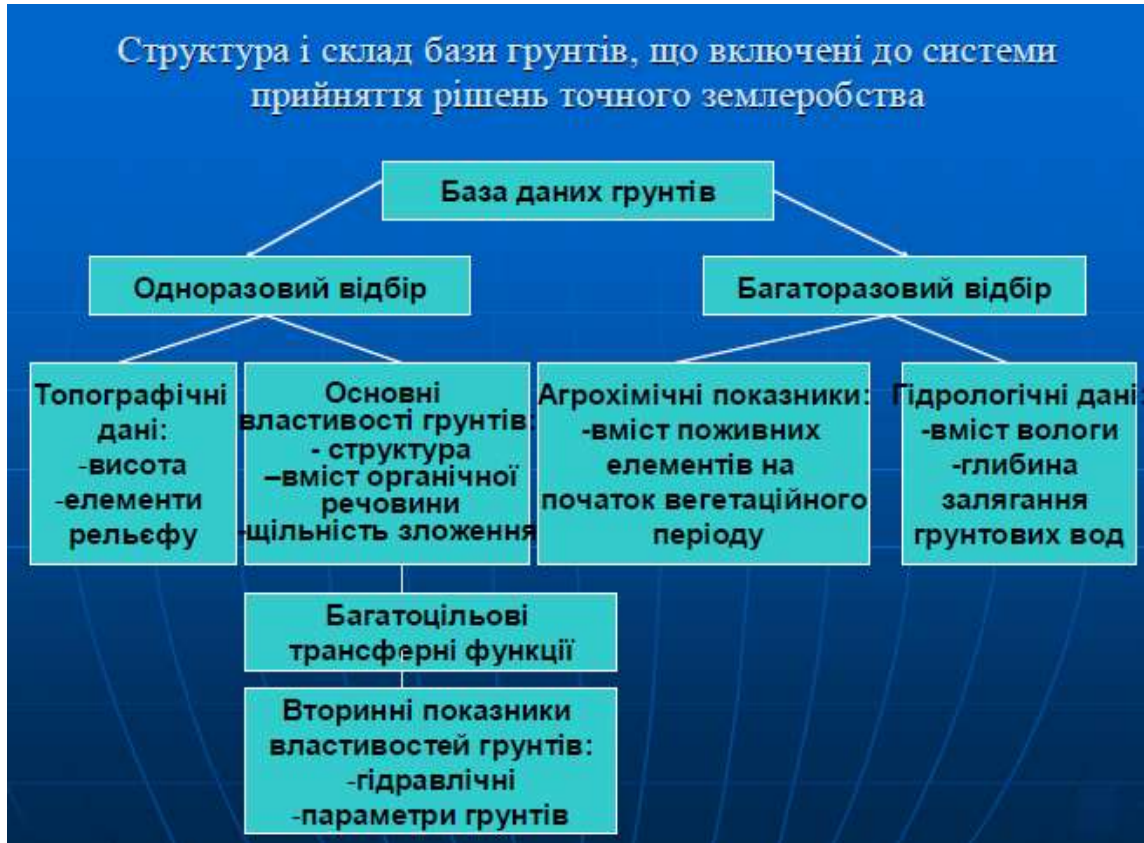 Структура і склад бази грунтів, що включені до системи
прийняття рішень точного землеробства
База даних грунтів
Одноразовий відбір
Багаторазовий відбір
Топографічні
дані:
-висота
-елементи
рельєфу
Основні
властивості грунтів:
- структура
–вміст органічної
речовини
-щільність зложення
Агрохімічні показники:
-вміст поживних
елементів на
початок вегетаційного
періоду
Гідрологічні дані:
-вміст вологи
-глибина
залягання
грунтових вод
Багатоцільові
трансферні функції
Вторинні показники
властивостей грунтів:
-гідравлічні
-параметри грунтів